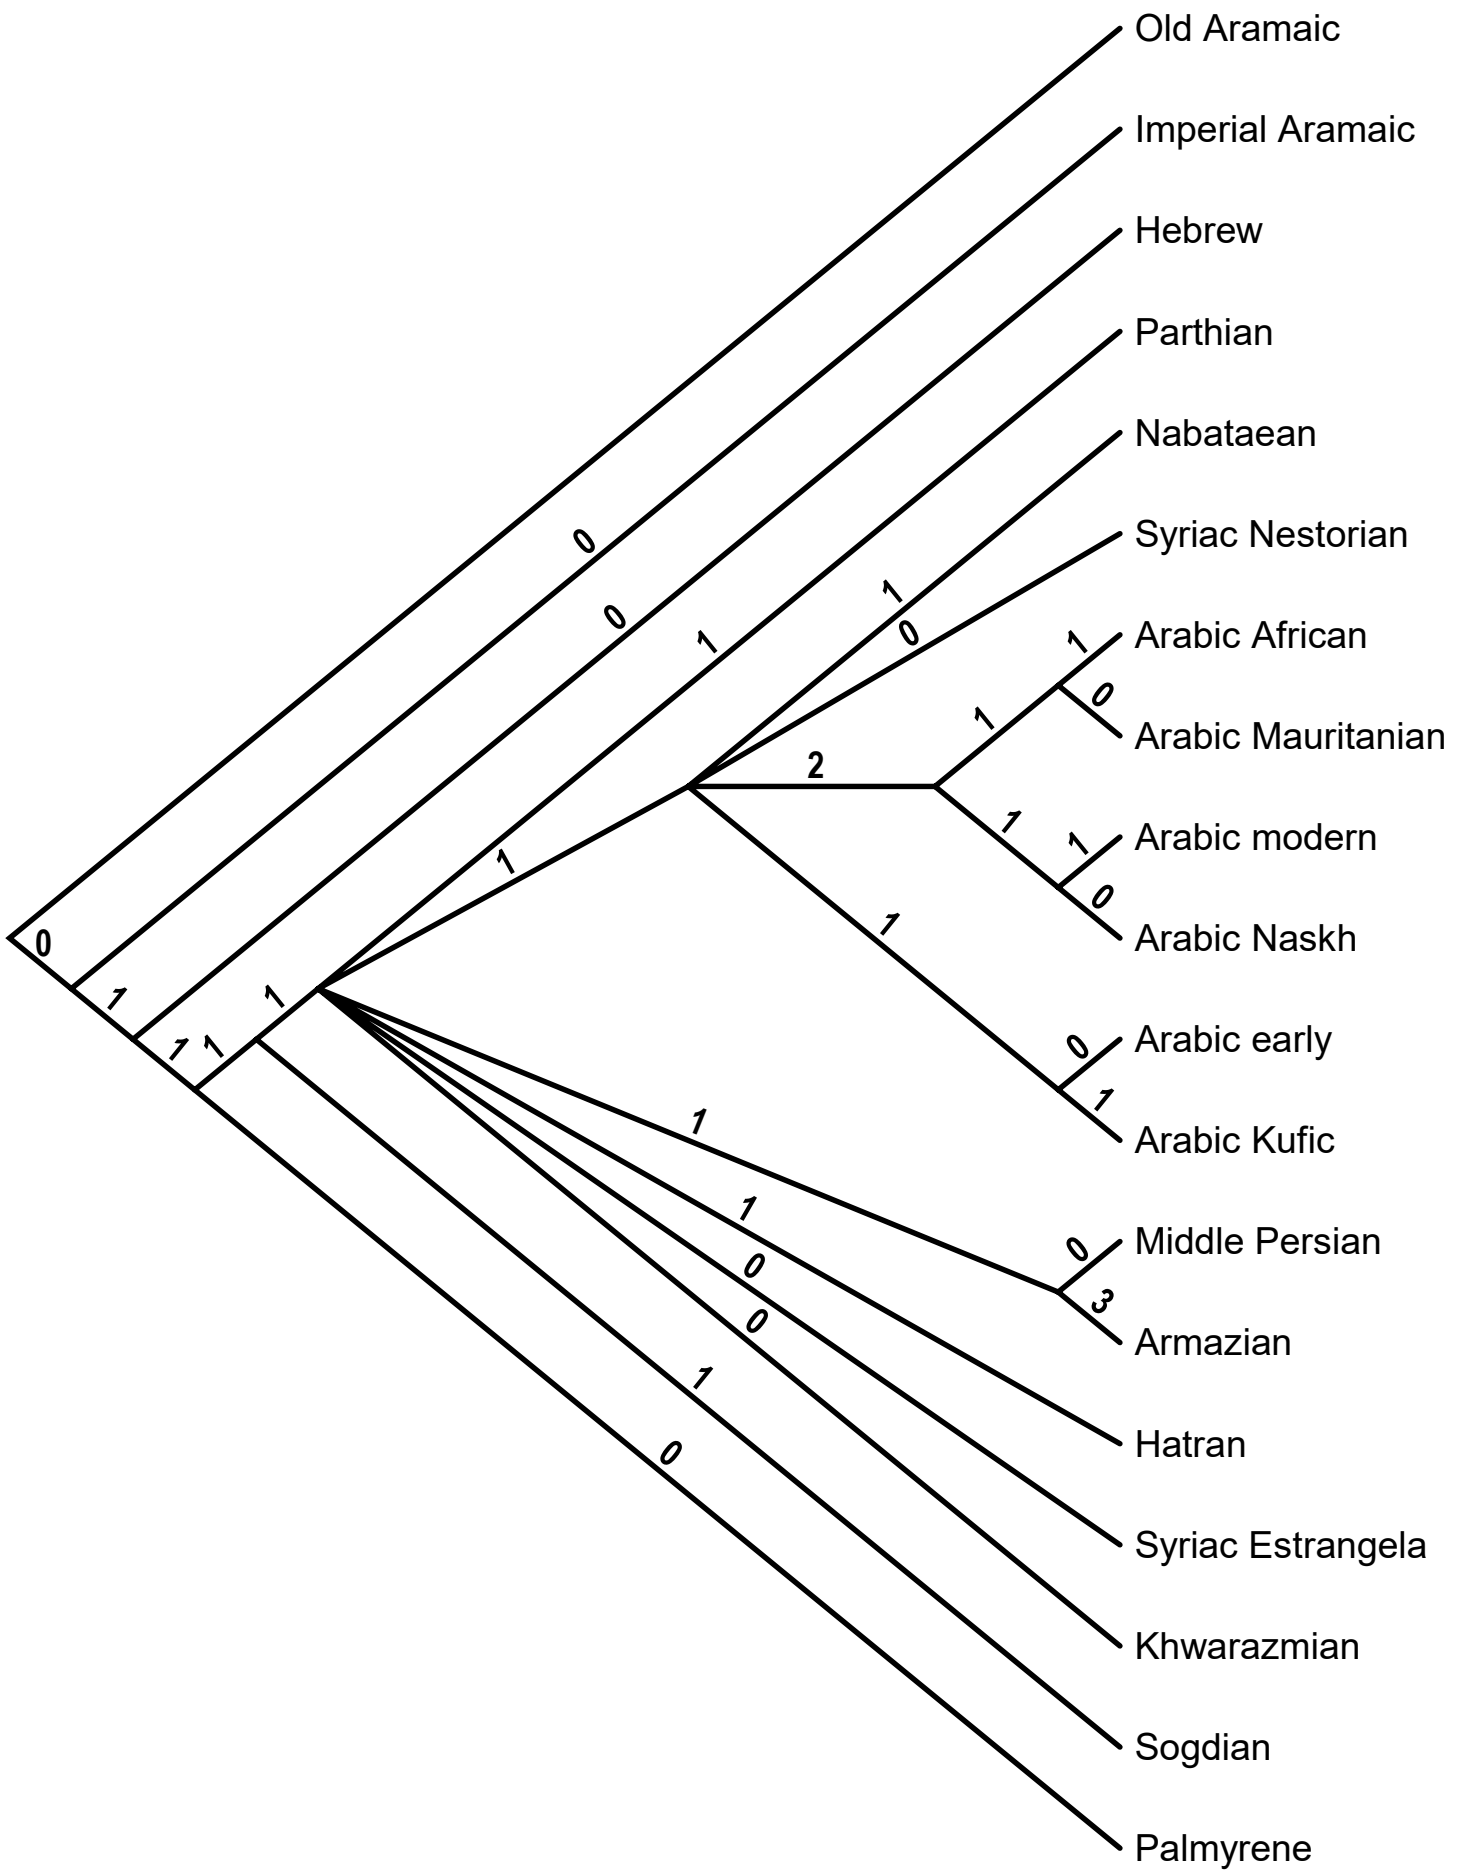 Old Aramaic
Imperial Aramaic
Hebrew
Parthian
Nabataean
Syriac Nestorian
0
0
1
1
0
1
Arabic African
0
Arabic Mauritanian
1
2
1
1
Arabic modern
1
0
Arabic Naskh
1
0
1
1
1
1
0
Arabic early
1
Arabic Kufic
1
1
0
Middle Persian
0
3
0
Armazian
1
Hatran
0
Syriac Estrangela
Khwarazmian
Sogdian
Palmyrene